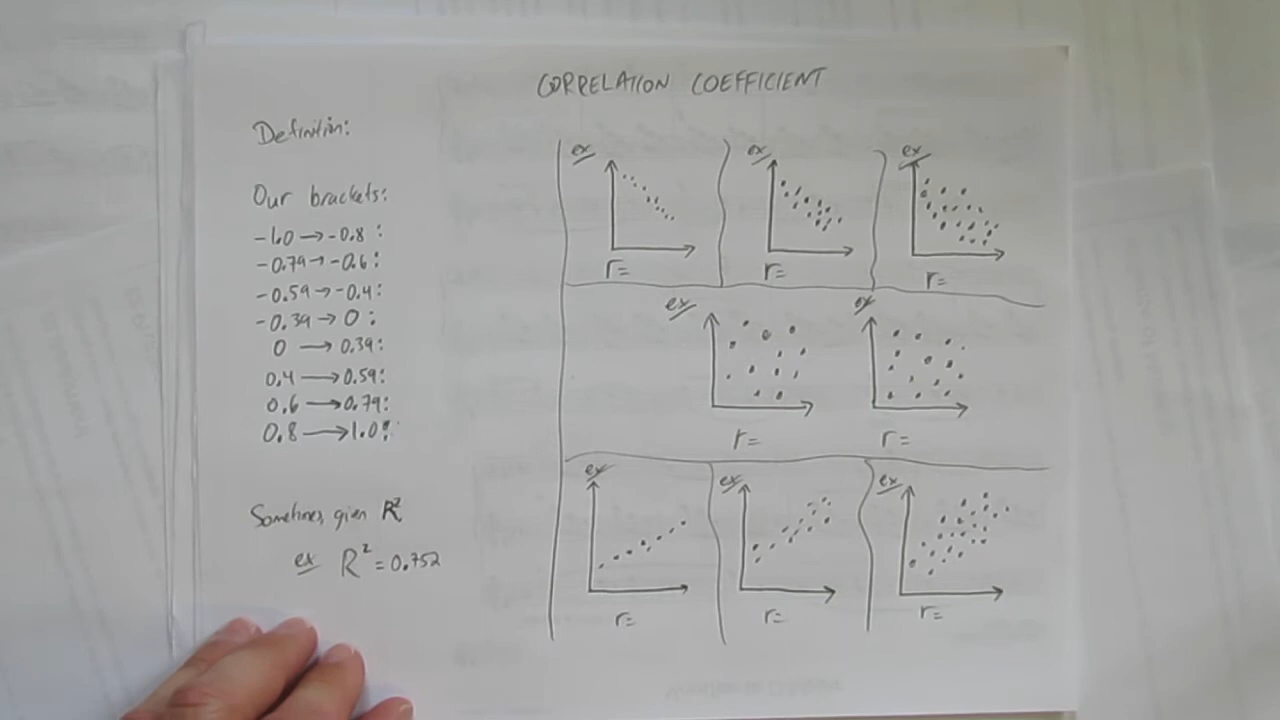 CORRELATION COEFFICIENT
Definition:
Our brackets:
-1.0 → -0.8 :
-0.79 → -0.6 :
-0.59 → -0.4 :
-0.39 → 0 :
0 → 0.39 :
0.4 → 0.59 :
0.6 → 0.79 :
0.8 → 1.0 :
Sometimes given R²
ex R² = 0.752
ex ex ex
r= r= r=
ex ex
r= r=
ex ex ex
r= r= r=